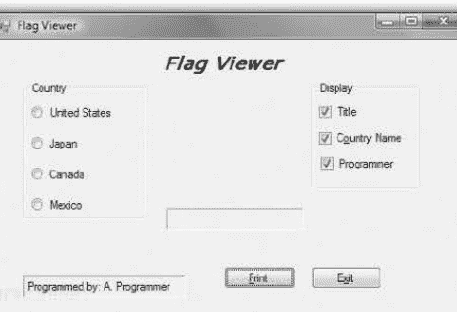 Flag Viewer
Flag Viewer
Country
United States
Japan
Canada
Mexico
Display
Title
Country Name
Programmer
Programmed by: A. Programmer
Print
Exit